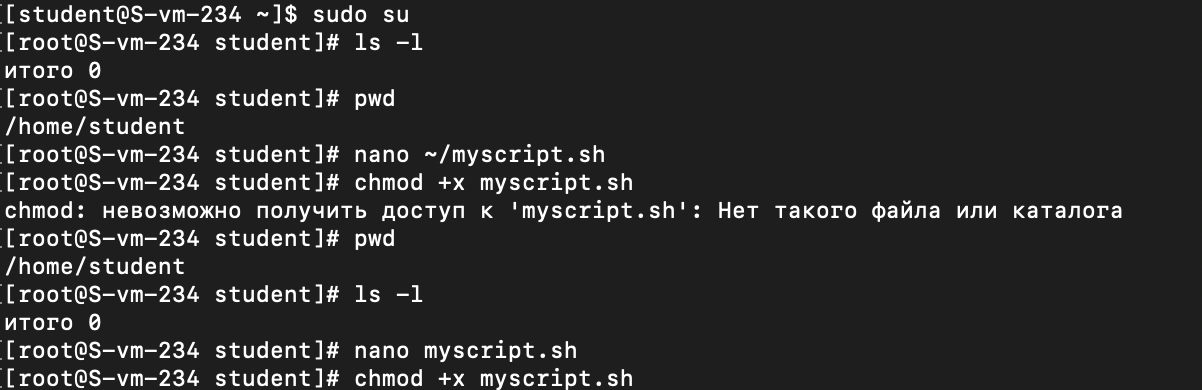 [student@S-vm-234 ~]$ sudo su
[root@S-vm-234 student]# ls -l
итого 0
[root@S-vm-234 student]# pwd
/home/student
[root@S-vm-234 student]# nano ~/myscript.sh
[root@S-vm-234 student]# chmod +x myscript.sh
chmod: невозможно получить доступ к 'myscript.sh': Нет такого файла или каталога
[root@S-vm-234 student]# pwd
/home/student
[root@S-vm-234 student]# ls -l
итого 0
[root@S-vm-234 student]# nano myscript.sh
[root@S-vm-234 student]# chmod +x myscript.sh